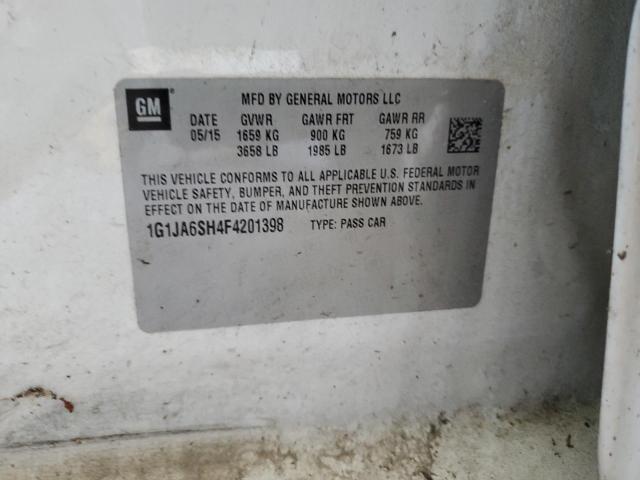 GM
MFD BY GENERAL MOTORS LLC
DATE GVWR GAWR FRT GAWR RR
05/15 1659 KG 900 KG 759 KG
3658 LB 1985 LB 1673 LB
THIS VEHICLE CONFORMS TO ALL APPLICABLE U.S. FEDERAL MOTOR
VEHICLE SAFETY, BUMPER, AND THEFT PREVENTION STANDARDS IN
EFFECT ON THE DATE OF MANUFACTURE SHOWN ABOVE.
1G1JA6SH4F4201398 TYPE: PASS CAR